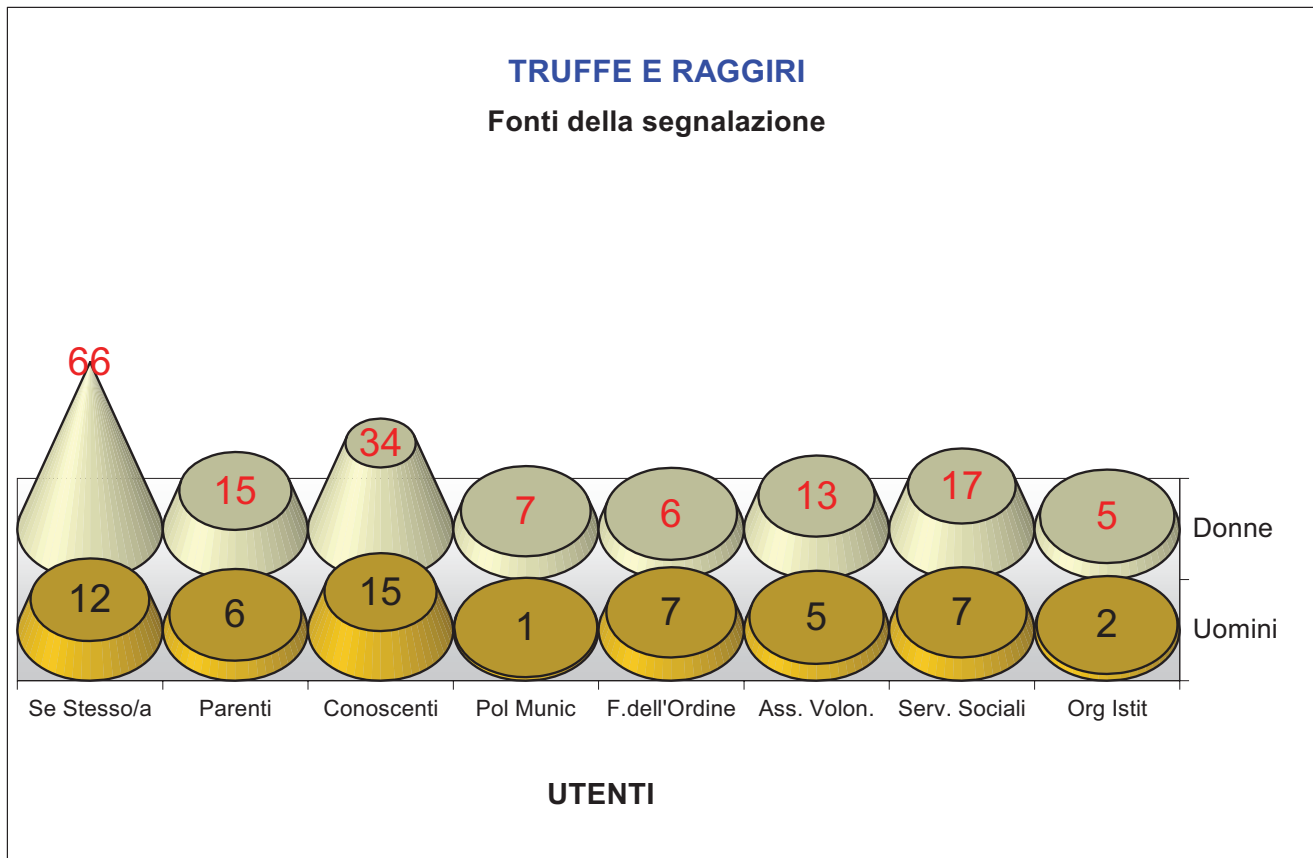 TRUFFE E RAGGIRI
Fonti della segnalazione
66 15 34 7 6 13 17 5 Donne
12 6 15 1 7 5 7 2 Uomini
Se Stesso/a Parenti Conoscenti Pol Munic F.dell'Ordine Ass. Volon. Serv. Sociali Org Istit
UTENTI